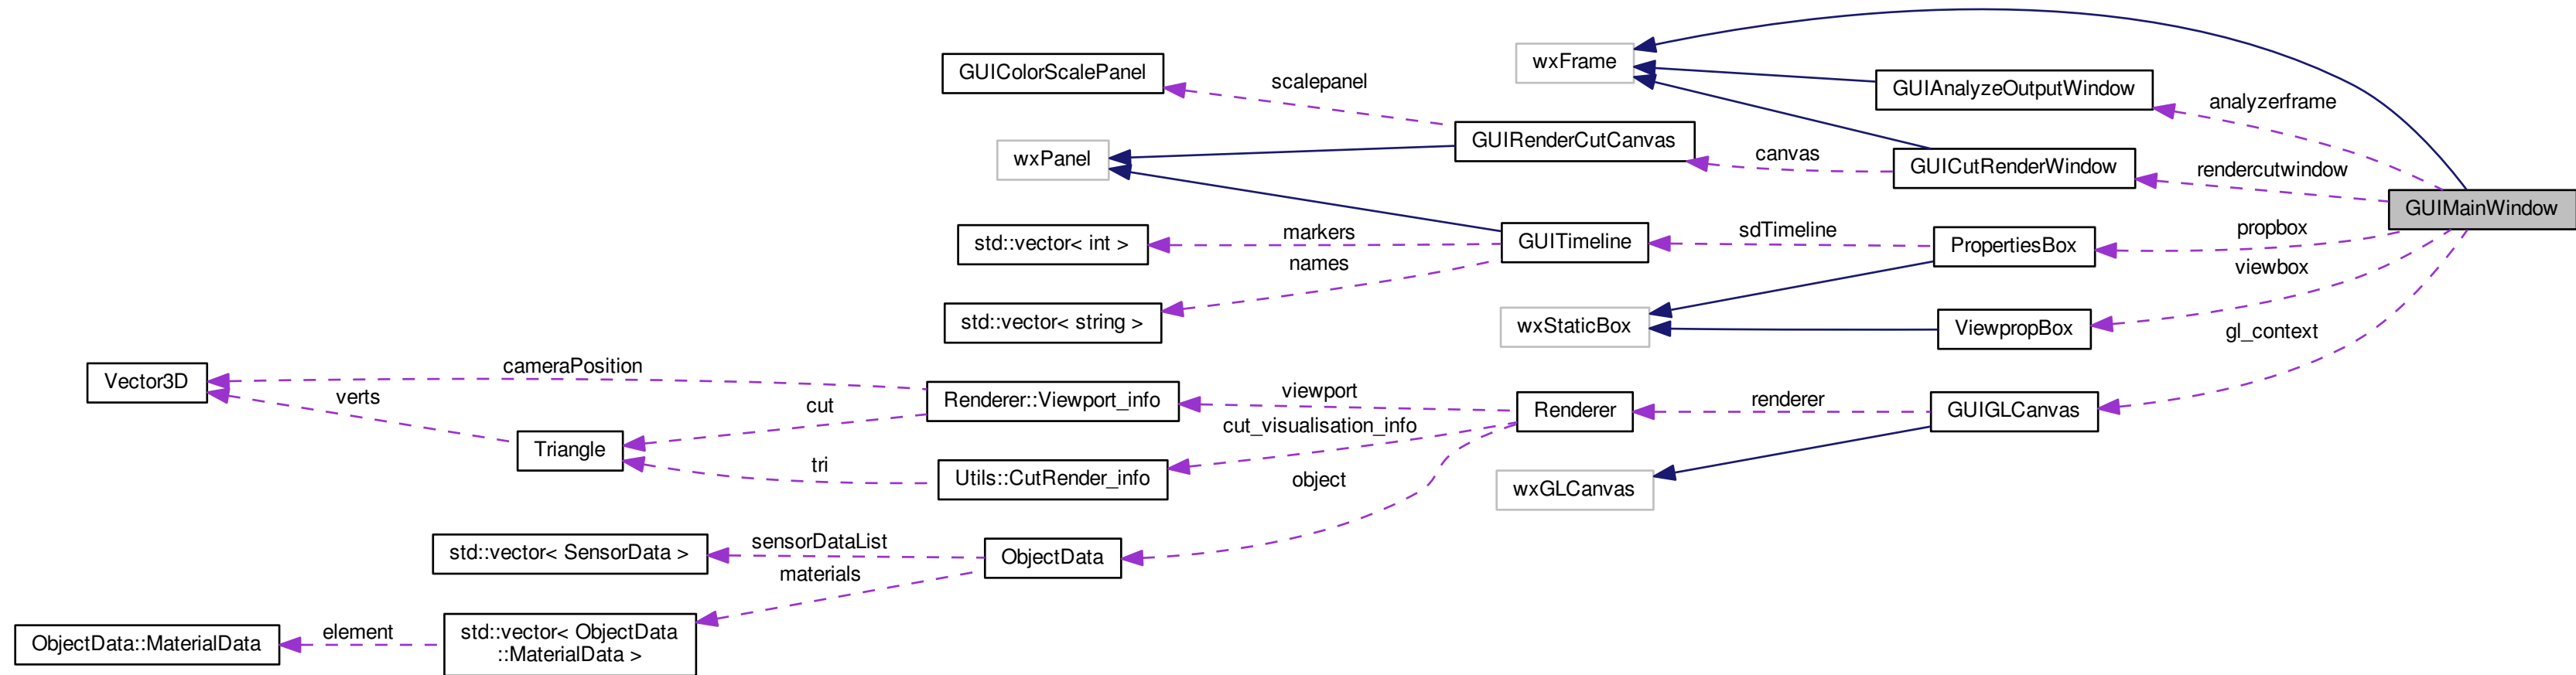 GUIColorScalePanel
scalepanel
wxFrame
GUIAnalyzeOutputWindow
analyzerframe
wxPanel
GUIRenderCutCanvas
canvas
GUICutRenderWindow
rendercutwindow
GUIMainWindow
std::vector< int >
markers
names
GUITimeline
sdTimeline
PropertiesBox
propbox
viewbox
std::vector< string >
wxStaticBox
ViewpropBox
gl_context
Vector3D
cameraPosition
verts
cut
Renderer::Viewport_info
viewport
cut_visualisation_info
Renderer
renderer
GUIGLCanvas
Triangle
tri
Utils::CutRender_info
object
wxGLCanvas
std::vector< SensorData >
sensorDataList
materials
ObjectData
ObjectData::MaterialData
element
std::vector< ObjectData
::MaterialData >